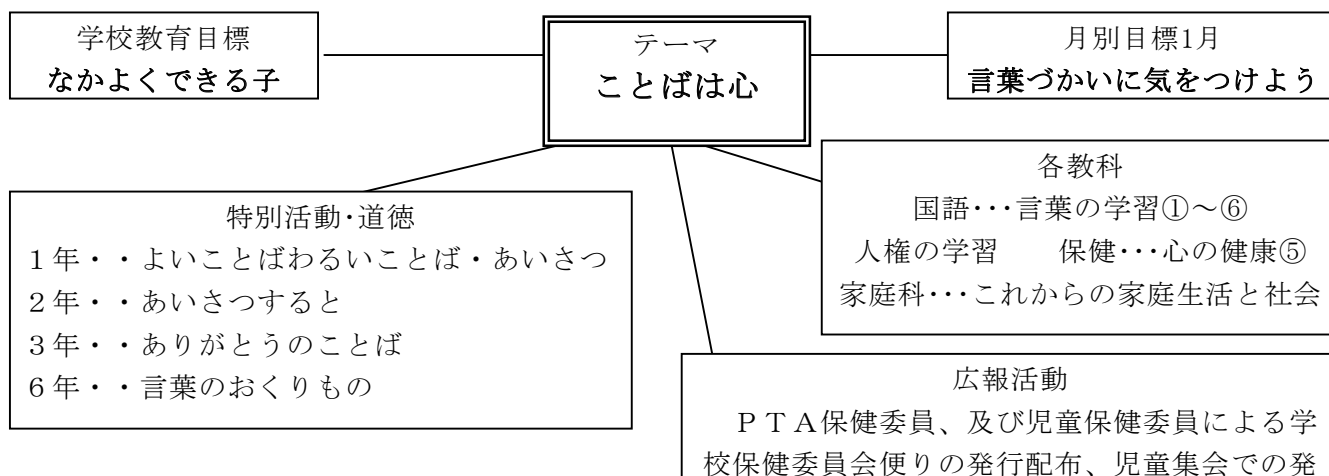 学校教育目標
なかよくできる子
テーマ
ことばは心
月別目標1月
言葉づかいに気をつけよう
特別活動・道徳
1年・・よいことばわるいことば・あいさつ
2年・・あいさつすると
3年・・ありがとうのことば
6年・・言葉のおくりもの
各教科
国語・・・言葉の学習①~⑥
人権の学習　　保健・・・心の健康⑤
家庭科・・・これからの家庭生活と社会
広報活動
ＰＴＡ保健委員、及び児童保健委員による学
校保健委員会便りの発行配布、児童集会での発